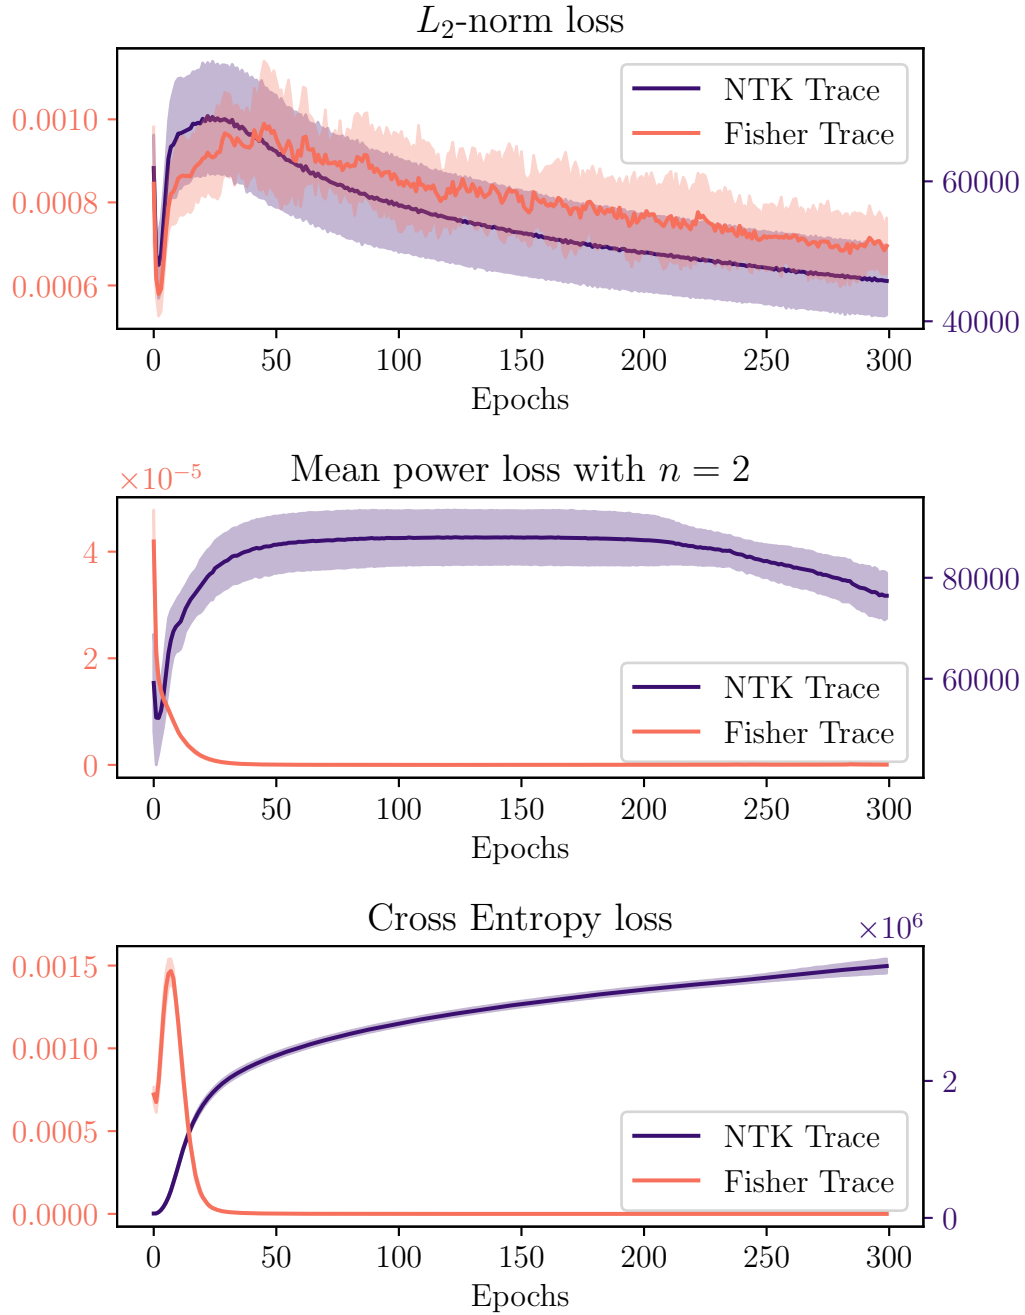 L₂-norm loss
NTK Trace
Fisher Trace
0.0010
0.0008
0.0006
60000
40000
0 50 100 150 200 250 300
Epochs
×10⁻⁵
Mean power loss with n = 2
4
2
0
80000
60000
NTK Trace
Fisher Trace
0 50 100 150 200 250 300
Epochs
Cross Entropy loss
×10⁶
0.0015
0.0010
0.0005
0.0000
2
0
NTK Trace
Fisher Trace
0 50 100 150 200 250 300
Epochs